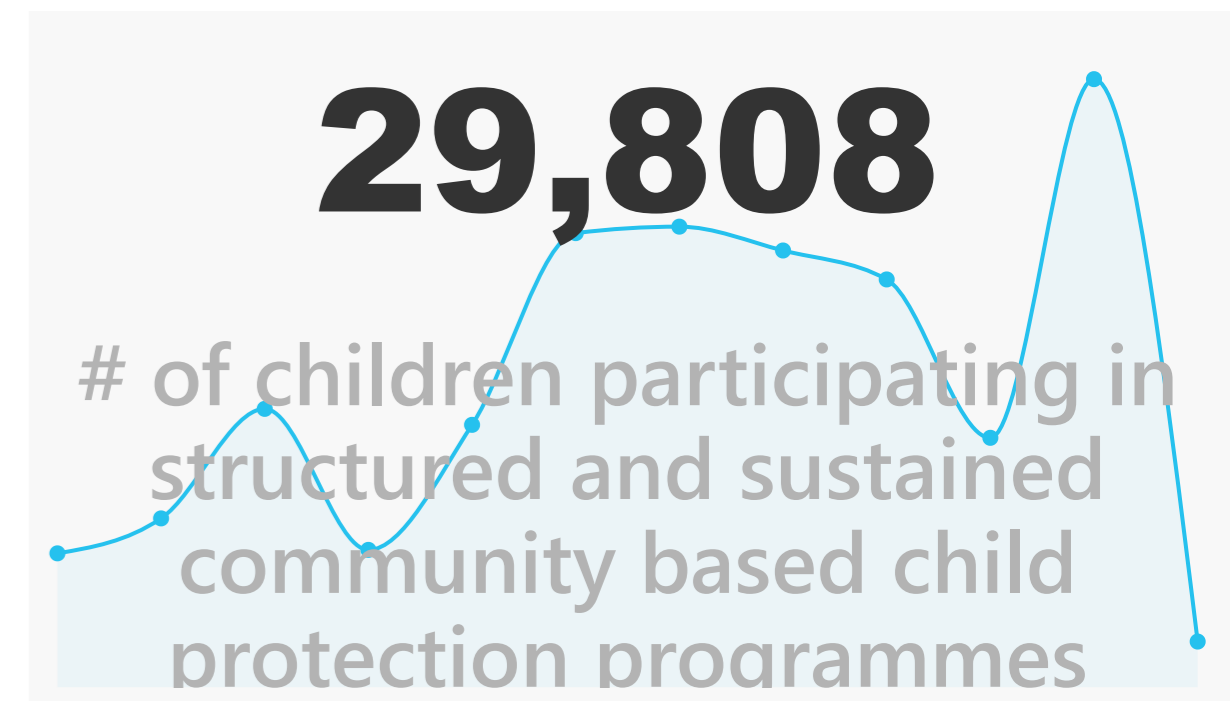 29,808
# of children participating in
structured and sustained
community based child
protection programmes